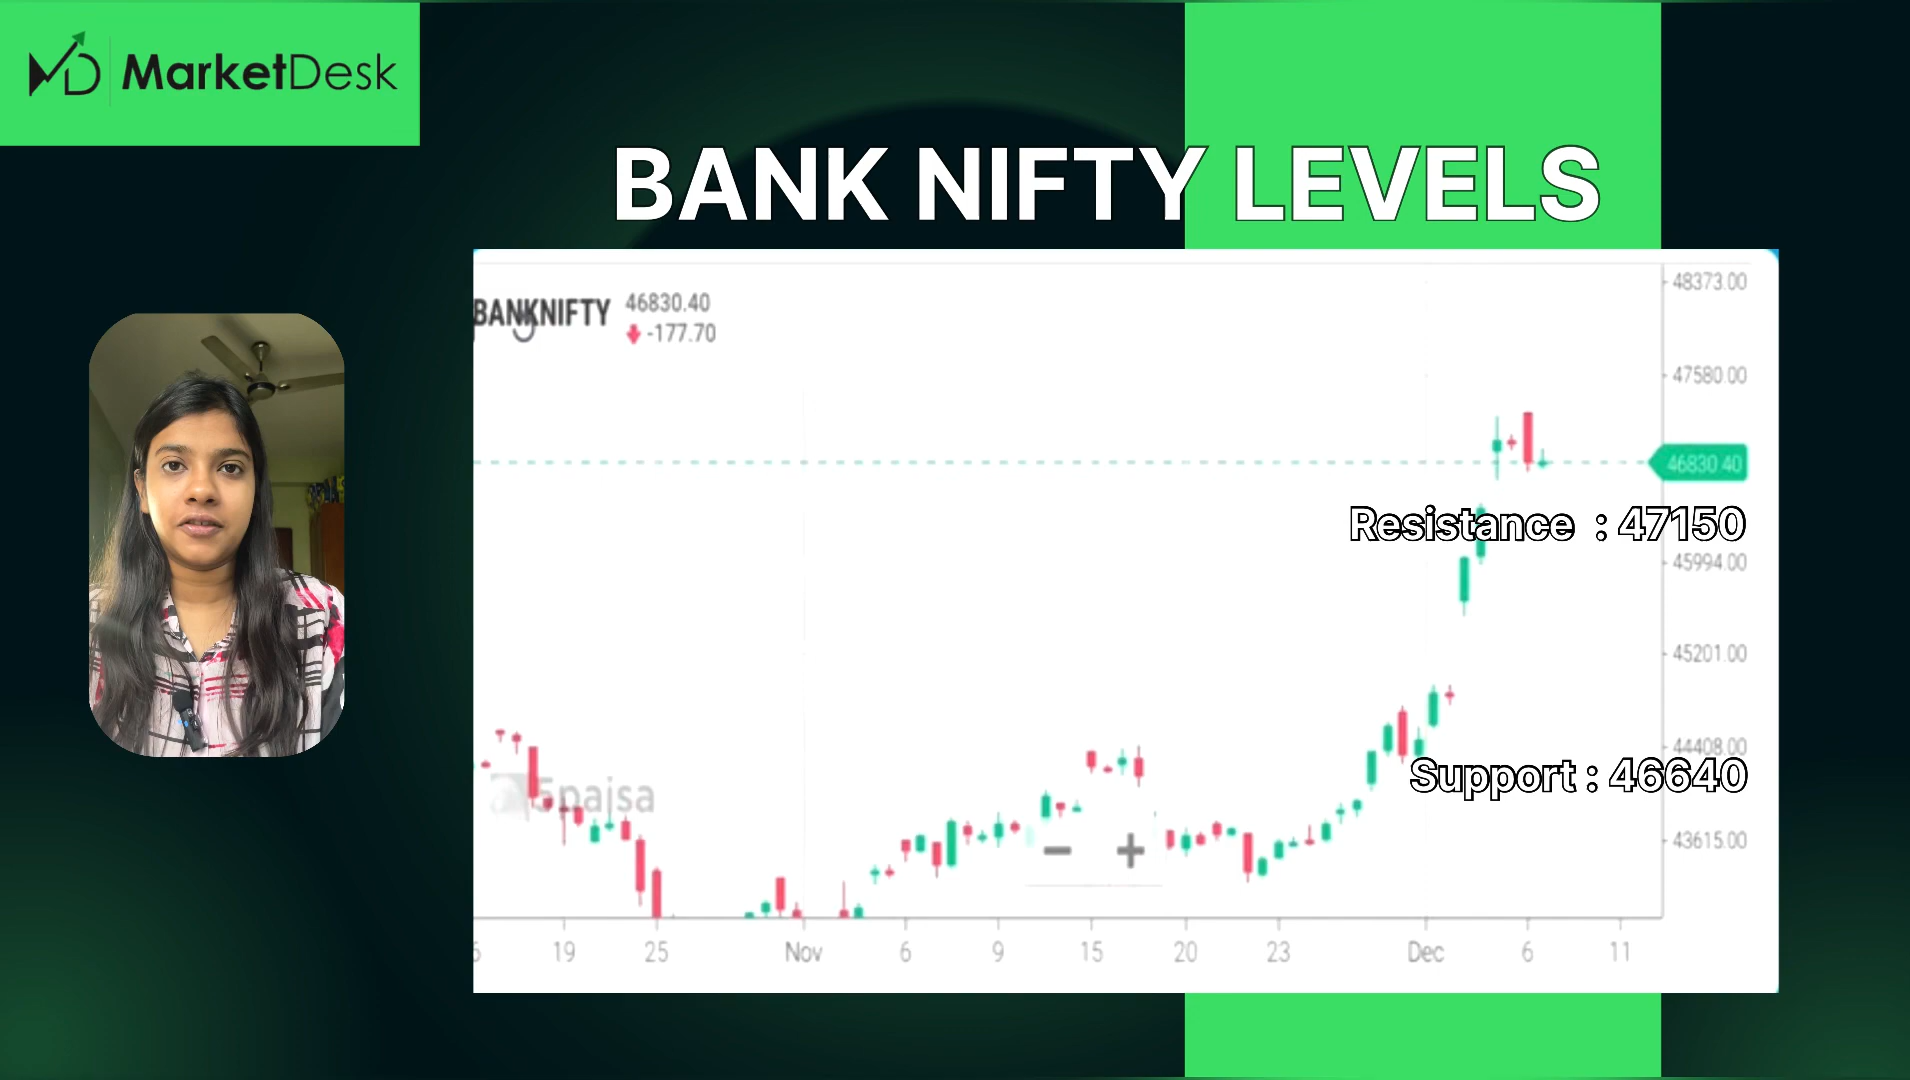 MarketDesk
BANK NIFTY LEVELS
BANKNIFTY
46830.40
-177.70
48373.00
47580.00
46830.40
Resistance : 47150
45994.00
45201.00
44408.00
Support : 46640
5paisa
43615.00
19 25 Nov 6 9 15 20 23 Dec 6 11